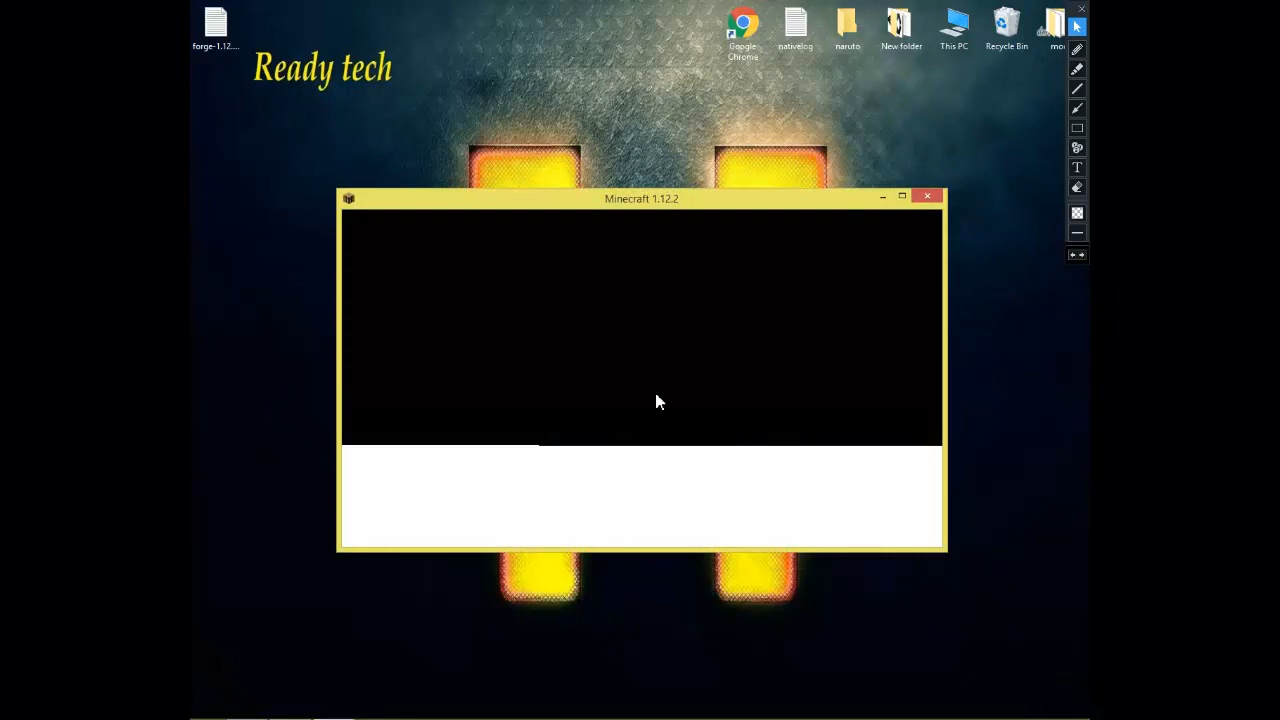 forge-1.12....
Ready tech
Google
Chrome
nativelog
naruto
New folder
This PC
Recycle Bin
mo
T
Minecraft 1.12.2